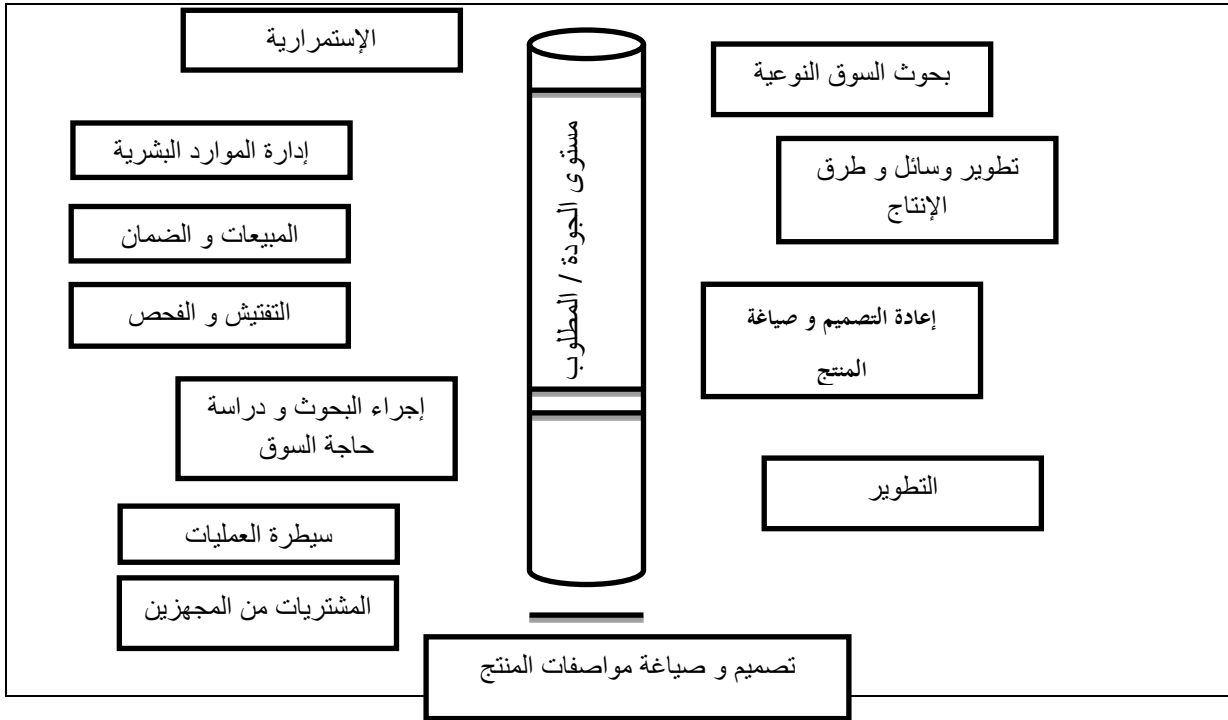 الإستمرارية
بحوث السوق النوعية
إدارة الموارد البشرية
تطوير وسائل و طرق
الإنتاج
مستوى الجودة / المطلوب
المبيعات و الضمان
التفتيش و الفحص
إعادة التصميم و صياغة
المنتج
إجراء البحوث و دراسة
حاجة السوق
التطوير
سيطرة العمليات
المشتريات من المجهزين
تصميم و صياغة مواصفات المنتج